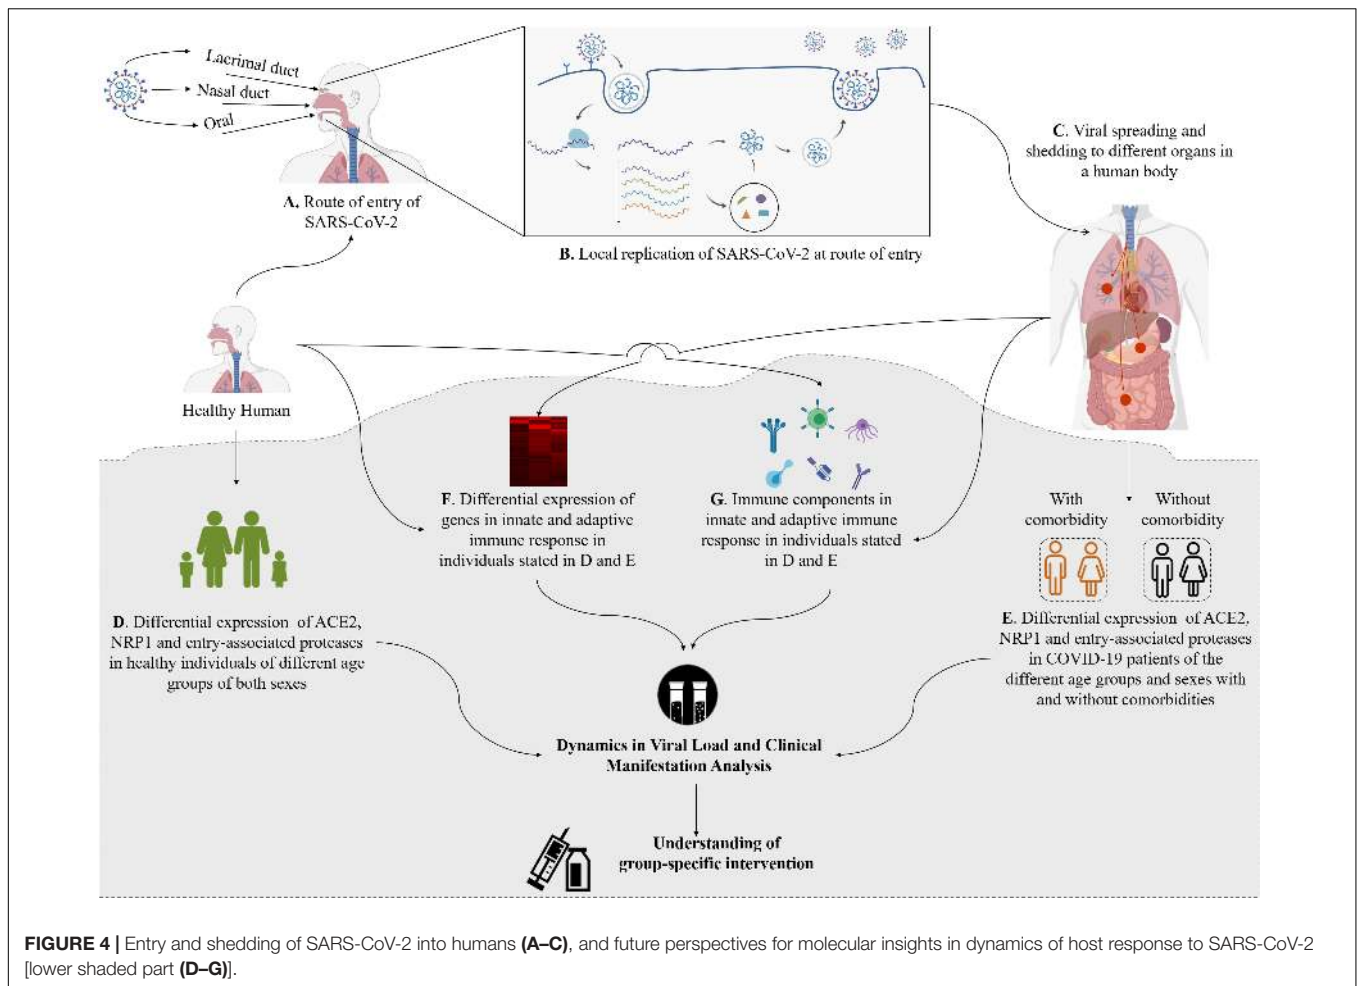 Lacrimal duct
Nasal duct
Oral
A. Route of entry of
SARS-CoV-2
B. Local replication of SARS-CoV-2 at route of entry
C. Viral spreading and
shedding to different organs in
a human body
Healthy Human
F. Differential expression of
genes in innate and adaptive
immune response in
individuals stated in D and E
G. Immune components in
innate and adaptive immune
response in individuals stated
in D and E
With
comorbidity
Without
comorbidity
D. Differential expression of ACE2,
NRP1 and entry-associated proteases
in healthy individuals of different age
groups of both sexes
E. Differential expression of ACE2,
NRP1 and entry-associated proteases
in COVID-19 patients of the
different age groups and sexes with
and without comorbidities
Dynamics in Viral Load and Clinical
Manifestation Analysis
Understanding of
group-specific intervention
FIGURE 4 | Entry and shedding of SARS-CoV-2 into humans (A–C), and future perspectives for molecular insights in dynamics of host response to SARS-CoV-2
[lower shaded part (D–G)].